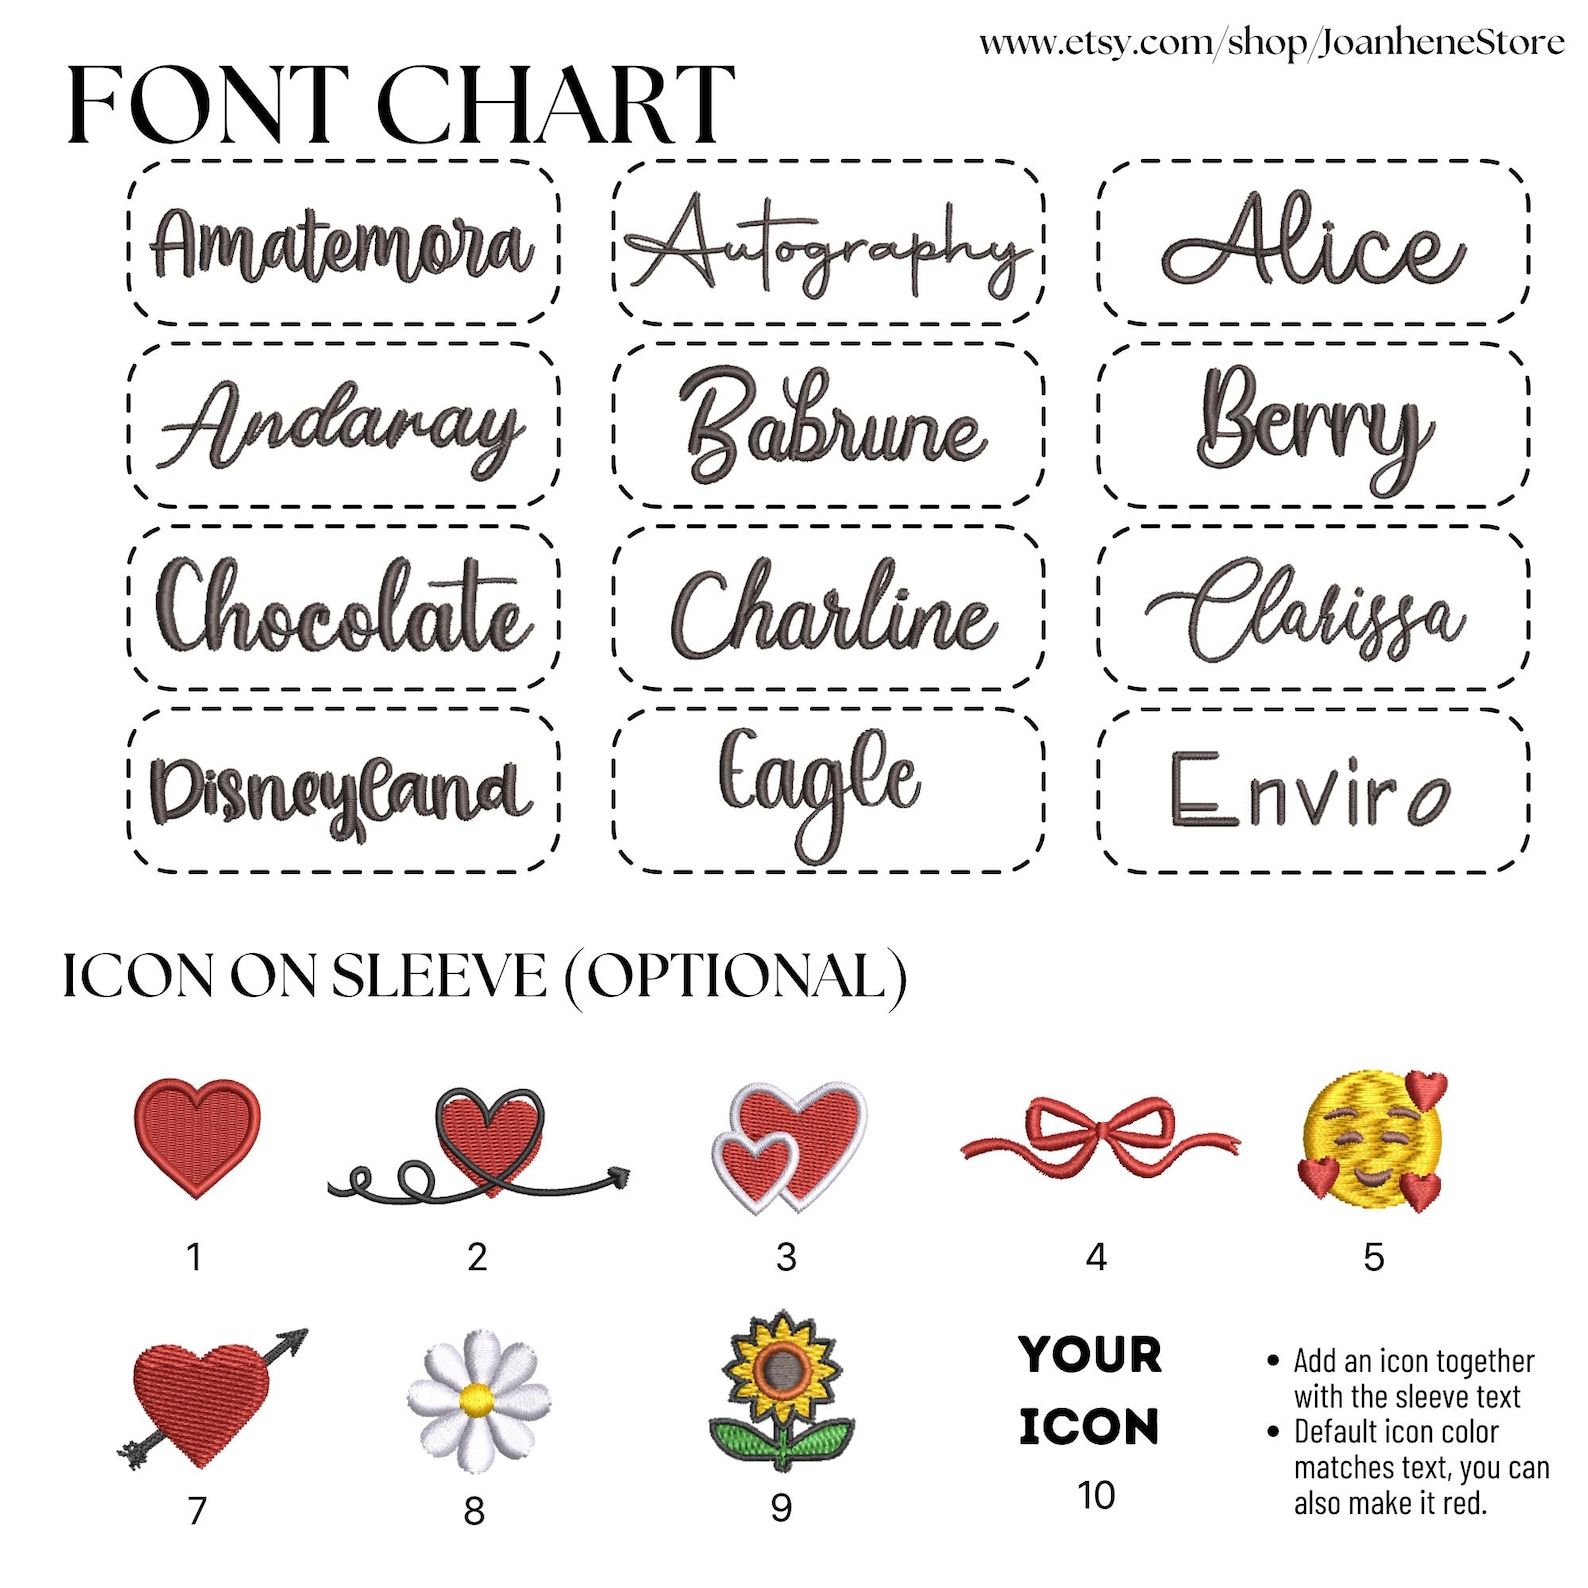 www.etsy.com/shop/JoanheneStore
FONT CHART
Amatemora
Autography
Alice
Andaray
Babrune
Berry
Chocolate
Charline
Clarissa
Disneyland
Eagle
Enviro
ICON ON SLEEVE (OPTIONAL)
1
2
3
4
5
YOUR
ICON
7
8
9
10
• Add an icon together
with the sleeve text
• Default icon color
matches text, you can
also make it red.